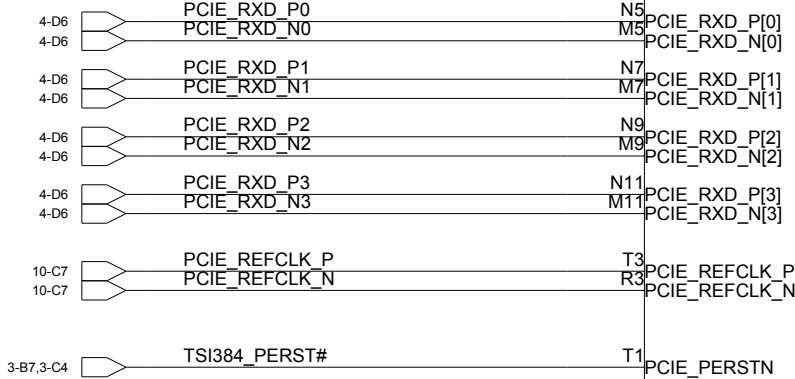 4-D6 PCIE_RXD_P0 N5 PCIE_RXD_P[0]
4-D6 PCIE_RXD_N0 M5 PCIE_RXD_N[0]
4-D6 PCIE_RXD_P1 N7 PCIE_RXD_P[1]
4-D6 PCIE_RXD_N1 M7 PCIE_RXD_N[1]
4-D6 PCIE_RXD_P2 N9 PCIE_RXD_P[2]
4-D6 PCIE_RXD_N2 M9 PCIE_RXD_N[2]
4-D6 PCIE_RXD_P3 N11 PCIE_RXD_P[3]
4-D6 PCIE_RXD_N3 M11 PCIE_RXD_N[3]
10-C7 PCIE_REFCLK_P T3 PCIE_REFCLK_P
10-C7 PCIE_REFCLK_N R3 PCIE_REFCLK_N
3-B7,3-C4 TSI384_PERST# T1 PCIE_PERSTN